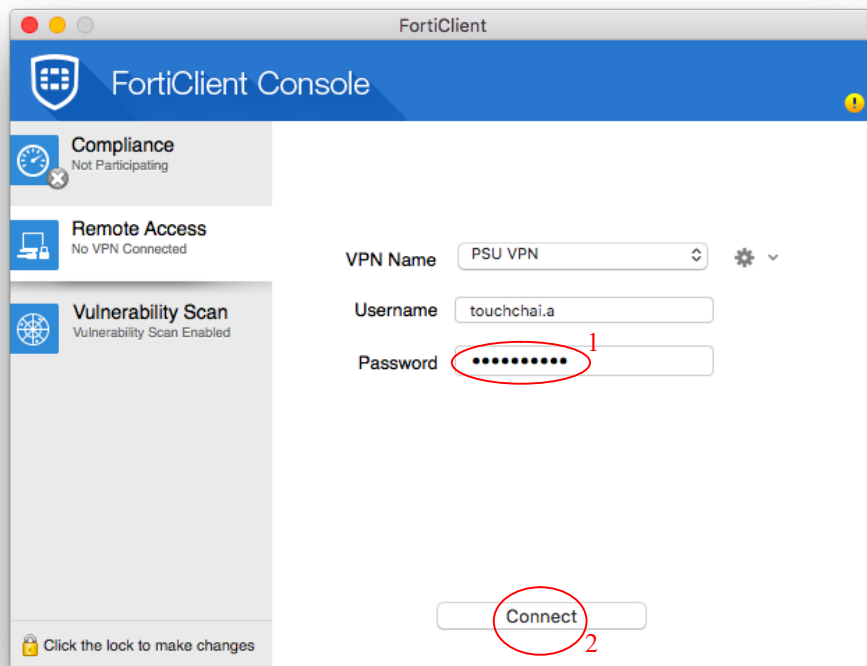 FortiClient
FortiClient Console
Compliance
Not Participating
Remote Access
No VPN Connected
Vulnerability Scan
Vulnerability Scan Enabled
VPN Name PSU VPN
Username touchchai.a
Password •••••••••• 1
Connect 2
Click the lock to make changes